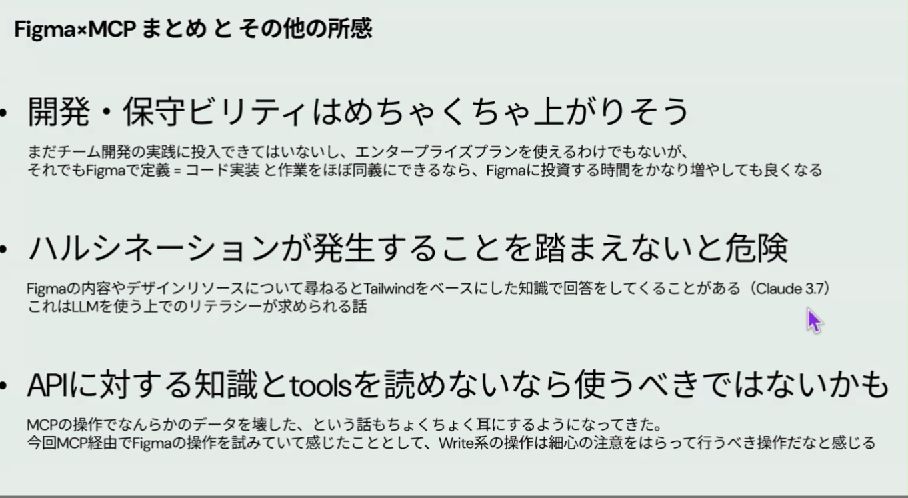 Figma×MCP まとめ と その他の所感
• 開発・保守ビリティはめちゃくちゃ上がりそう
まだチーム開発の実践に投入できてはいないし、エンタープライズプランを使えるわけでもないが、
それでもFigmaで定義 = コード実装 と作業をほぼ同義にできるなら、Figmaに投資する時間をかなり増やしても良くなる
• ハルシネーションが発生することを踏まえないと危険
Figmaの内容やデザインリソースについて尋ねるとTailwindをベースにした知識で回答をしてくることがある（Claude 3.7）
これはLLMを使う上でのリテラシーが求められる話
• APIに対する知識とtoolsを読めないなら使うべきではないかも
MCPの操作でなんらかのデータを壊した、という話もちょくちょく耳にするようになってきた。
今回MCP経由でFigmaの操作を試みていて感じたこととして、Write系の操作は細心の注意をはらって行うべき操作だなと感じる